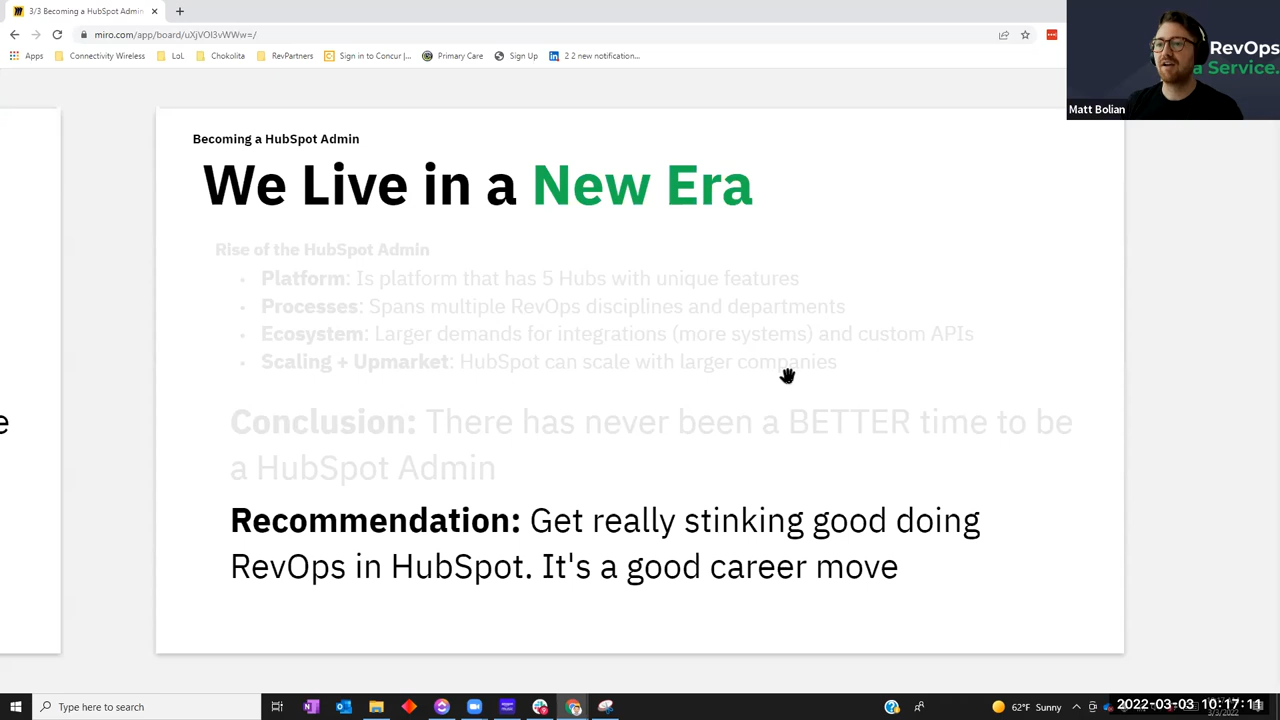 3/3 Becoming a HubSpot Admin
miro.com/app/board/uXjVOl3vWWw=/
Apps
Connectivity Wireless
LoL
Chokolita
RevPartners
Sign in to Concur |...
Primary Care
Sign Up
2 2 new notification...
RevOps
a Service.
Matt Bolian
Becoming a HubSpot Admin
We Live in a New Era
Rise of the HubSpot Admin
• Platform: Is platform that has 5 Hubs with unique features
• Processes: Spans multiple RevOps disciplines and departments
• Ecosystem: Larger demands for integrations (more systems) and custom APIs
• Scaling + Upmarket: HubSpot can scale with larger companies
Conclusion: There has never been a BETTER time to be
a HubSpot Admin
Recommendation: Get really stinking good doing
RevOps in HubSpot. It's a good career move
e
Type here to search
62°F Sunny
2022-03-03 10:17:11